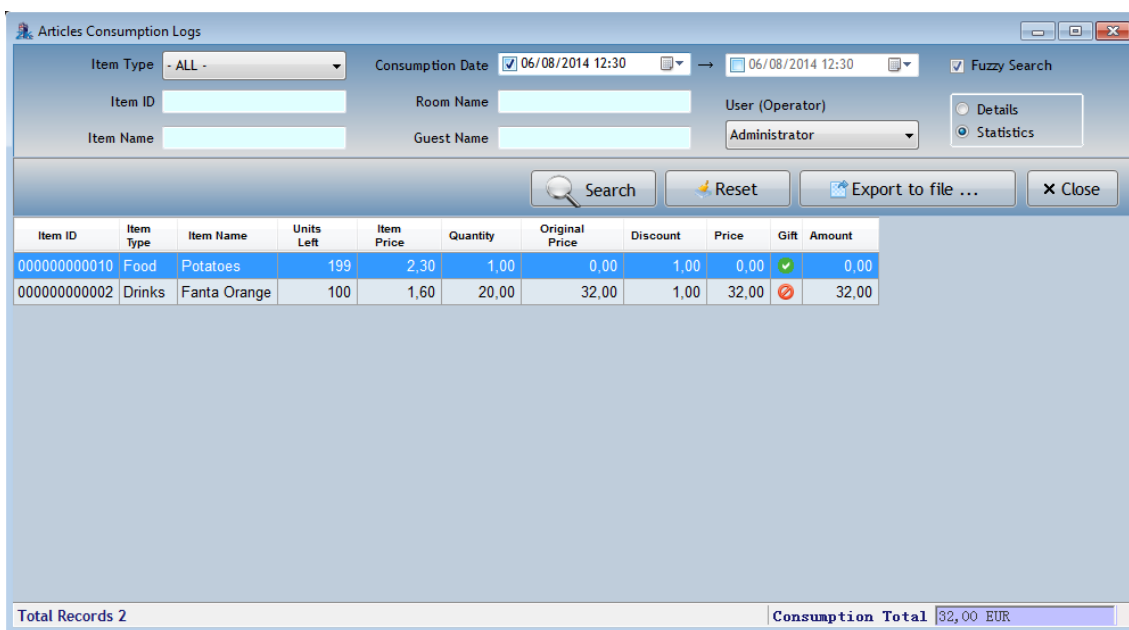 Articles Consumption Logs
Item Type - ALL - Consumption Date 06/08/2014 12:30 → 06/08/2014 12:30 Fuzzy Search
Item ID Room Name User (Operator) Details
Item Name Guest Name Administrator Statistics
Search Reset Export to file ... Close
Item ID Item Type Item Name Units Left Item Price Quantity Original Price Discount Price Gift Amount
000000000010 Food Potatoes 199 2,30 1,00 0,00 1,00 0,00 0,00
000000000002 Drinks Fanta Orange 100 1,60 20,00 32,00 1,00 32,00 32,00
Total Records 2 Consumption Total 32,00 EUR